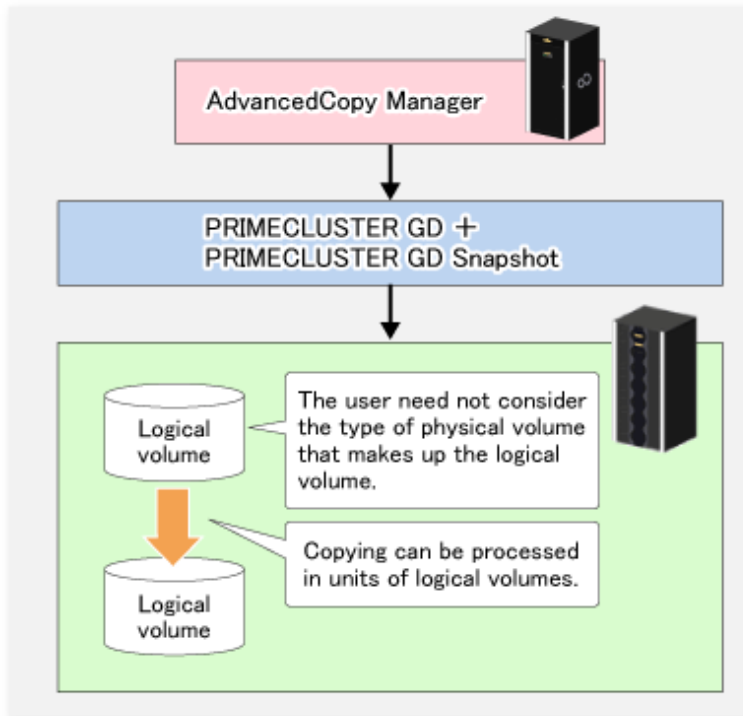 AdvancedCopy Manager
PRIMECLUSTER GD +
PRIMECLUSTER GD Snapshot
Logical
volume
The user need not consider
the type of physical volume
that makes up the logical
volume.
Copying can be processed
in units of logical volumes.
Logical
volume